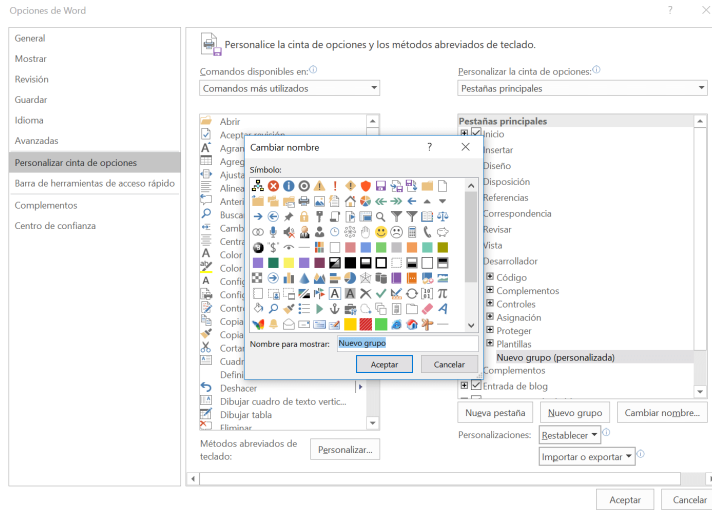 Opciones de Word
General
Mostrar
Revisión
Guardar
Idioma
Avanzadas
Personalizar cinta de opciones
Barra de herramientas de acceso rápido
Complementos
Centro de confianza
Personalice la cinta de opciones y los métodos abreviados de teclado.
Comandos disponibles en:
Comandos más utilizados
Abrir
Aceptar revisión
Agran
Agreg
Ajusta
Alinea
Anteri
Busca
Camb
Centra
Color
Color
Config
Config
Contro
Copia
Copia
Cortar
Cuadr
Defini
Deshacer
Dibujar cuadro de texto vertic...
Dibujar tabla
Eliminar
Métodos abreviados de
teclado:
Personalizar...
Cambiar nombre
Símbolo:
Nombre para mostrar:
Nuevo grupo
Aceptar
Cancelar
Personalizar la cinta de opciones:
Pestañas principales
Pestañas principales
Inicio
Insertar
Diseño
Disposición
Referencias
Correspondencia
Revisar
Vista
Desarrollador
Código
Complementos
Controles
Asignación
Proteger
Plantillas
Nuevo grupo (personalizada)
Complementos
Entrada de blog
Nueva pestaña
Nuevo grupo
Cambiar nombre...
Personalizaciones:
Restablecer
Importar o exportar
Aceptar
Cancelar